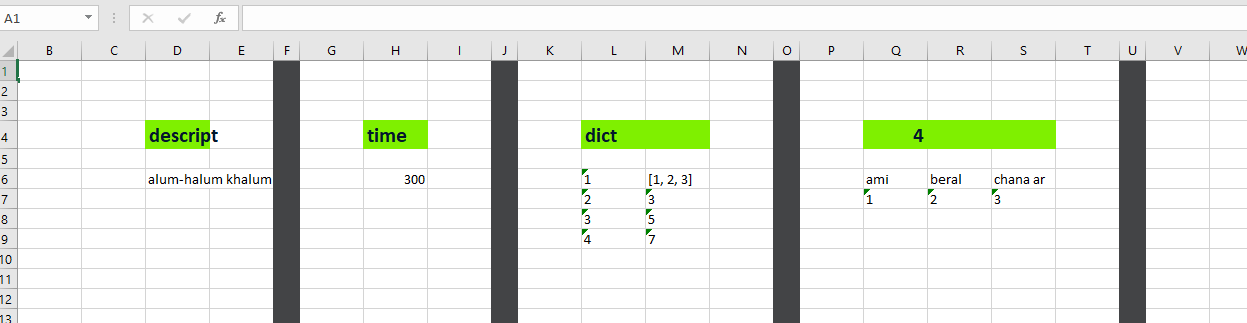 A1 fx
B C D E F G H I J K L M N O P Q R S T U V W
1
2
3
4 descript time dict 4
5
6 alum-halum khalum 300 1 [1, 2, 3] ami beral chana ar
7 2 3 1 2 3
8 3 5
9 4 7
10
11
12
13